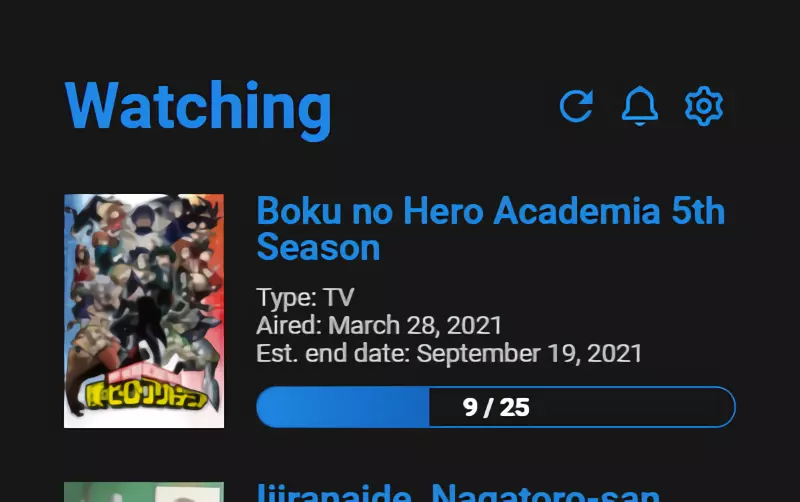 Watching
Boku no Hero Academia 5th
Season
Type: TV
Aired: March 28, 2021
Est. end date: September 19, 2021
9 / 25
Ijiranaide, Nagatoro-san